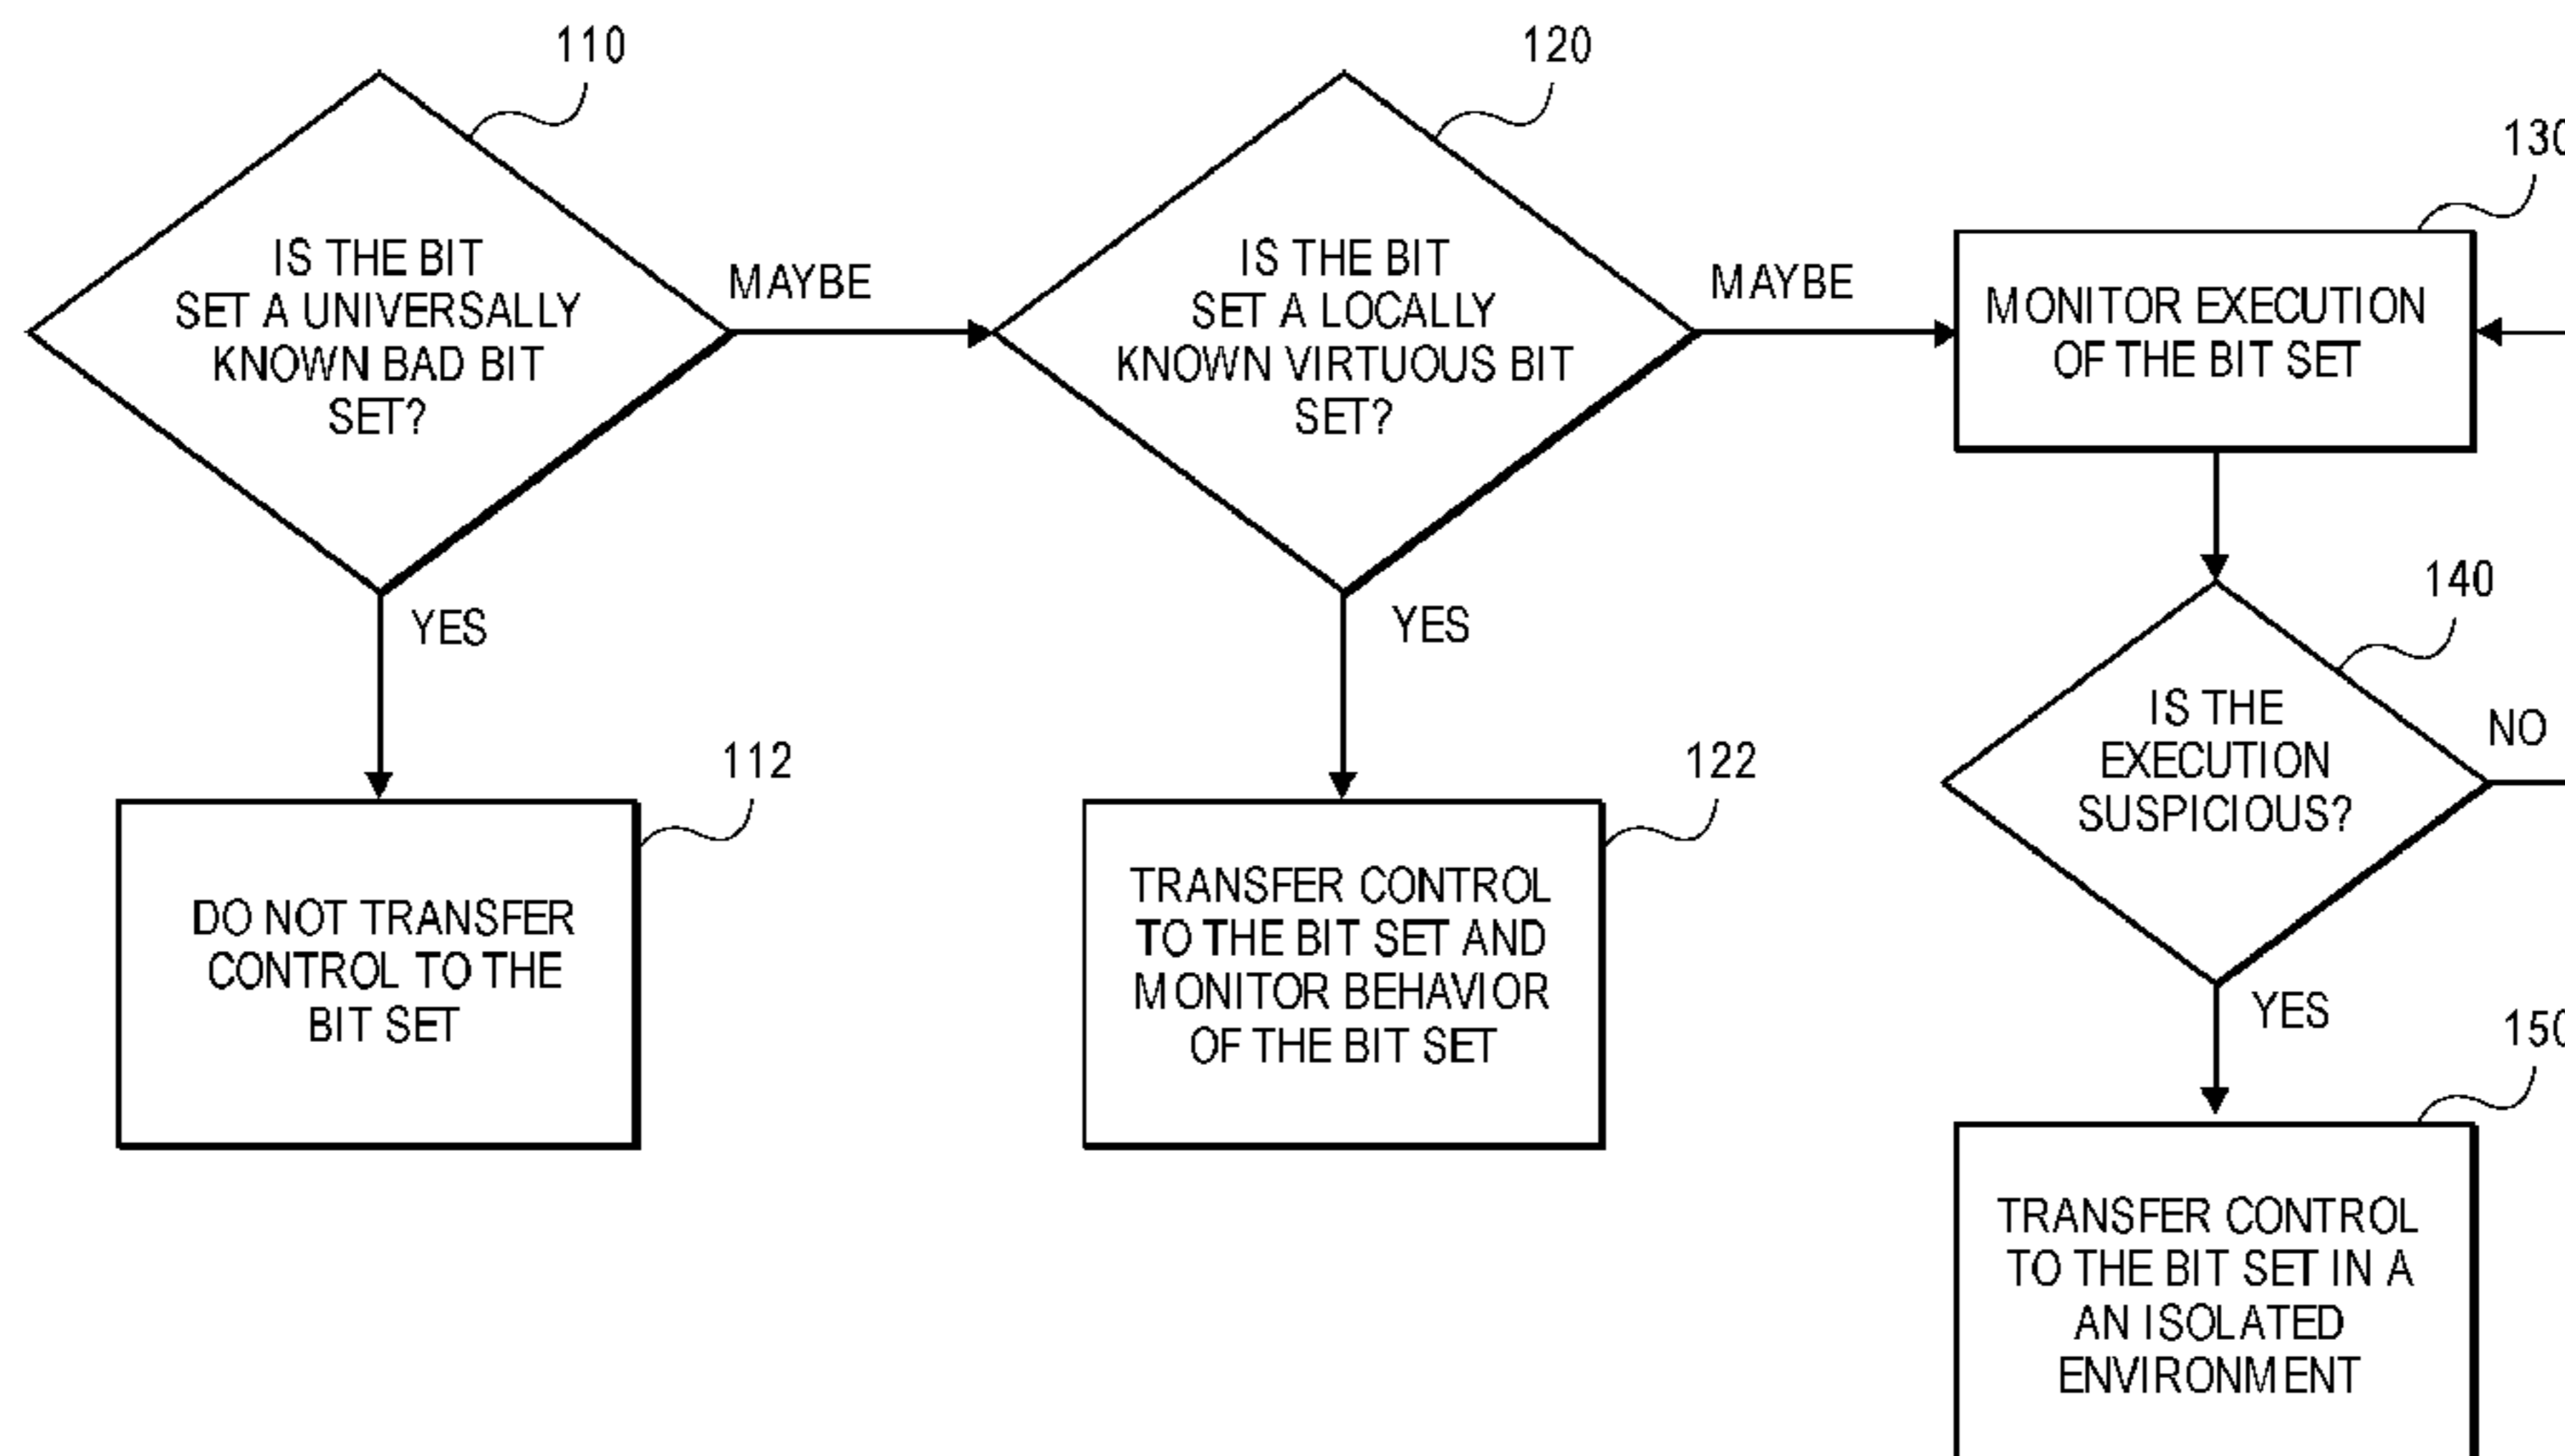 110
IS THE BIT
SET A UNIVERSALLY
KNOWN BAD BIT
SET?
MAYBE
YES
112
DO NOT TRANSFER
CONTROL TO THE
BIT SET
120
IS THE BIT
SET A LOCALLY
KNOWN VIRTUOUS BIT
SET?
MAYBE
YES
122
TRANSFER CONTROL
TO THE BIT SET AND
MONITOR BEHAVIOR
OF THE BIT SET
130
MONITOR EXECUTION
OF THE BIT SET
140
IS THE
EXECUTION
SUSPICIOUS?
NO
YES
150
TRANSFER CONTROL
TO THE BIT SET IN A
AN ISOLATED
ENVIRONMENT